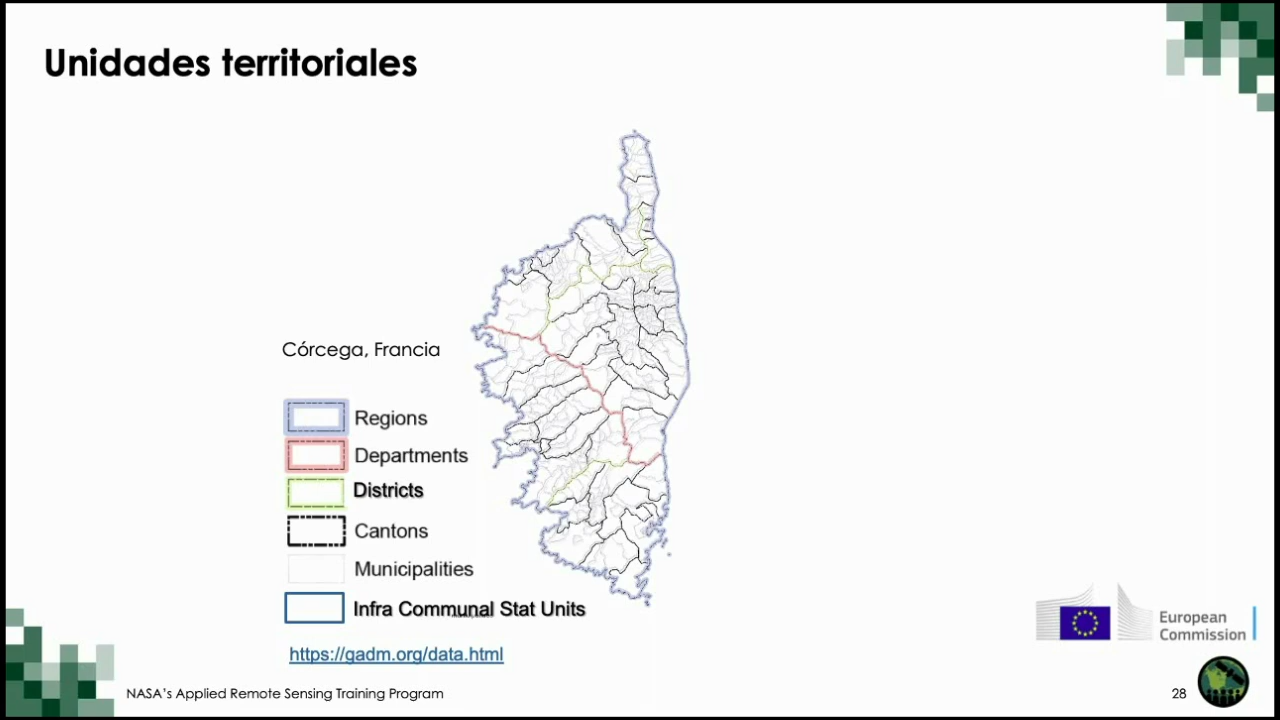 Unidades territoriales
Córcega, Francia
Regions
Departments
Districts
Cantons
Municipalities
Infra Communal Stat Units
https://gadm.org/data.html
European
Commission
NASA's Applied Remote Sensing Training Program
28